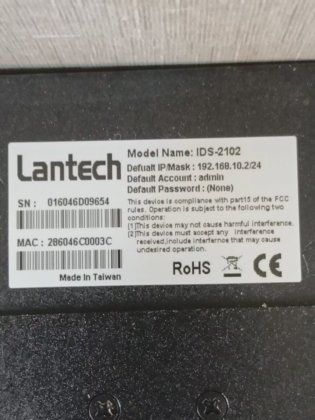 Lantech
Model Name: IDS-2102
Defualt IP/Mask : 192.168.10.2/24
Default Account : admin
Default Password : (None)
SN : 016046D09654
This device is compliance with part15 of the FCC
rules. Operation is subject to the following two
conditions:
[1]This device may not cause harmful interference.
[2]This device must accept any interference
received,include interfernce that may cause
undesired operation.
MAC : 286046CD003C
Made In Taiwan
RoHS CE